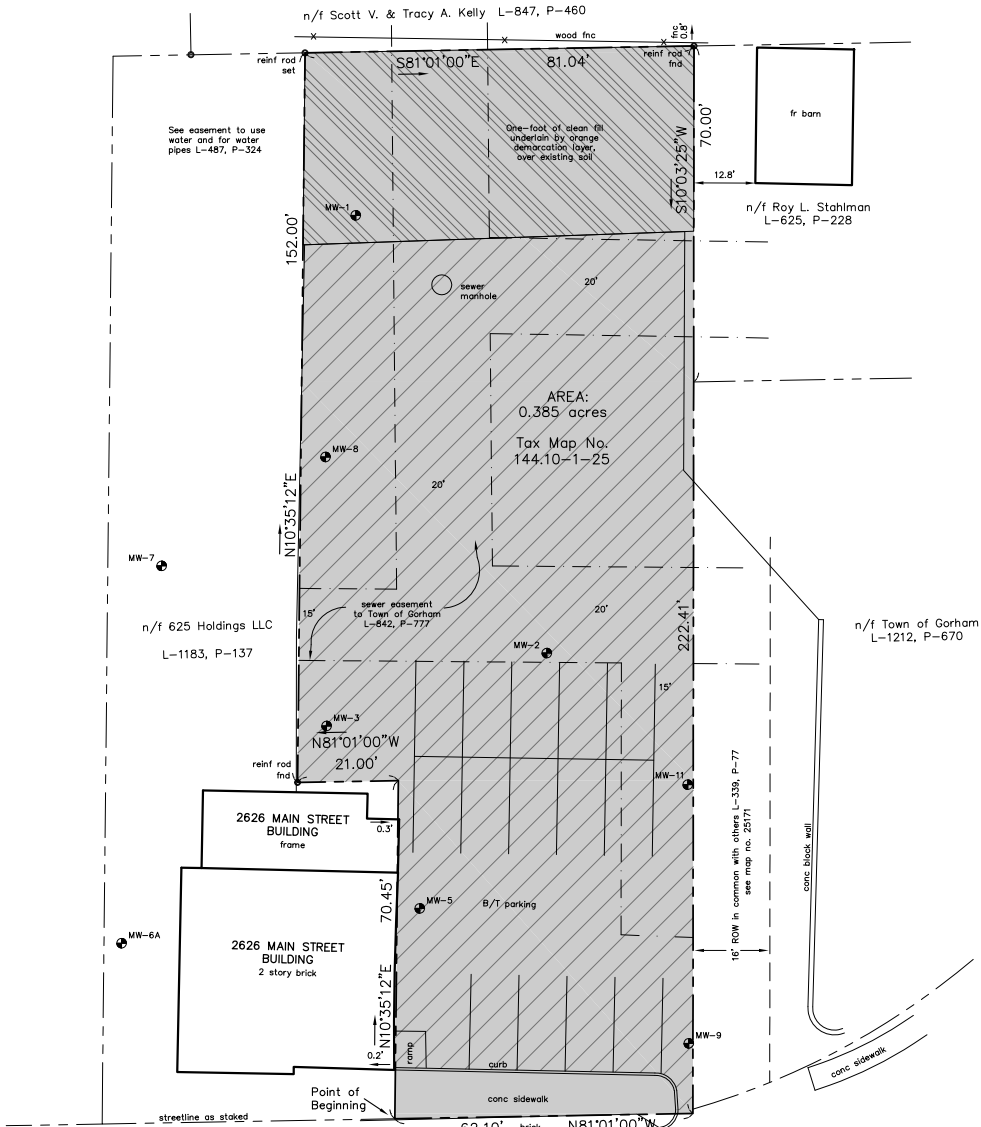 n/f Scott V. & Tracy A. Kelly  L-847, P-460
wood fnc
fnc
0.8'
reinf rod
set
S81°01'00"E
81.04'
reinf rod
fnd
See easement to use
water and for water
pipes L-487, P-324
One-foot of clean fill
underlain by orange
demarcation layer,
over existing soil
S10°03'25"W
70.00'
fr barn
12.8'
n/f Roy L. Stahlman
L-625, P-228
MW-1
152.00'
sewer
manhole
20'
AREA:
0.385 acres
Tax Map No.
144.10-1-25
MW-8
20'
N10°35'12"E
MW-7
n/f 625 Holdings LLC
L-1183, P-137
15'
sewer easement
to Town of Gorham
L-842, P-777
20'
222.41'
n/f Town of Gorham
L-1212, P-670
MW-2
15'
MW-3
N81°01'00"W
21.00'
reinf rod
fnd
MW-11
16' ROW in common with others L-339, P-77
see map no. 25171
conc block wall
2626 MAIN STREET
BUILDING
frame
0.3'
70.45'
MW-5
B/T parking
MW-6A
2626 MAIN STREET
BUILDING
2 story brick
N10°35'12"E
0.2'
ramp
curb
MW-9
conc sidewalk
Point of
Beginning
conc sidewalk
streetline as staked
62.10'
brick
N81°01'00"W